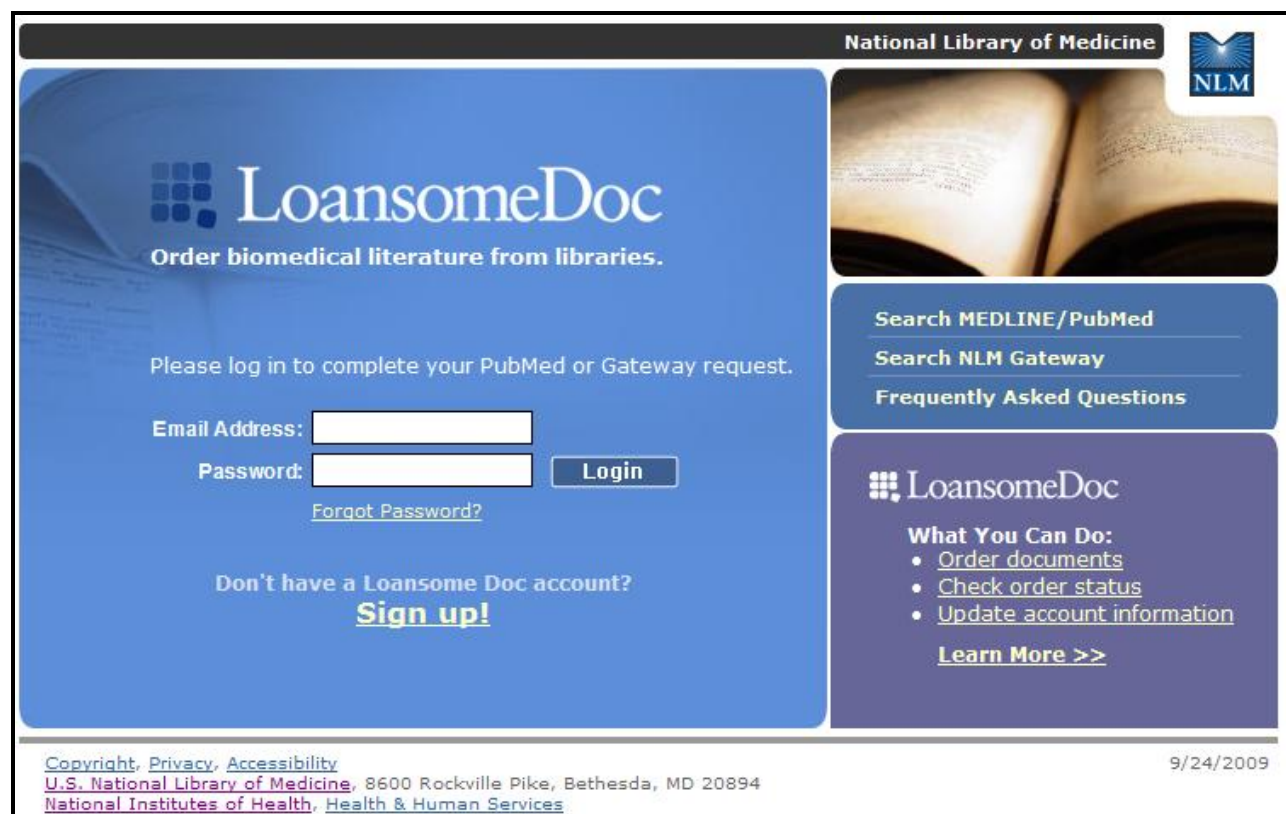 National Library of Medicine
NLM
LoansomeDoc
Order biomedical literature from libraries.
Please log in to complete your PubMed or Gateway request.
Email Address:
Password:
Login
Forgot Password?
Don't have a Loansome Doc account?
Sign up!
Search MEDLINE/PubMed
Search NLM Gateway
Frequently Asked Questions
LoansomeDoc
What You Can Do:
• Order documents
• Check order status
• Update account information
Learn More >>
Copyright, Privacy, Accessibility
9/24/2009
U.S. National Library of Medicine, 8600 Rockville Pike, Bethesda, MD 20894
National Institutes of Health, Health & Human Services